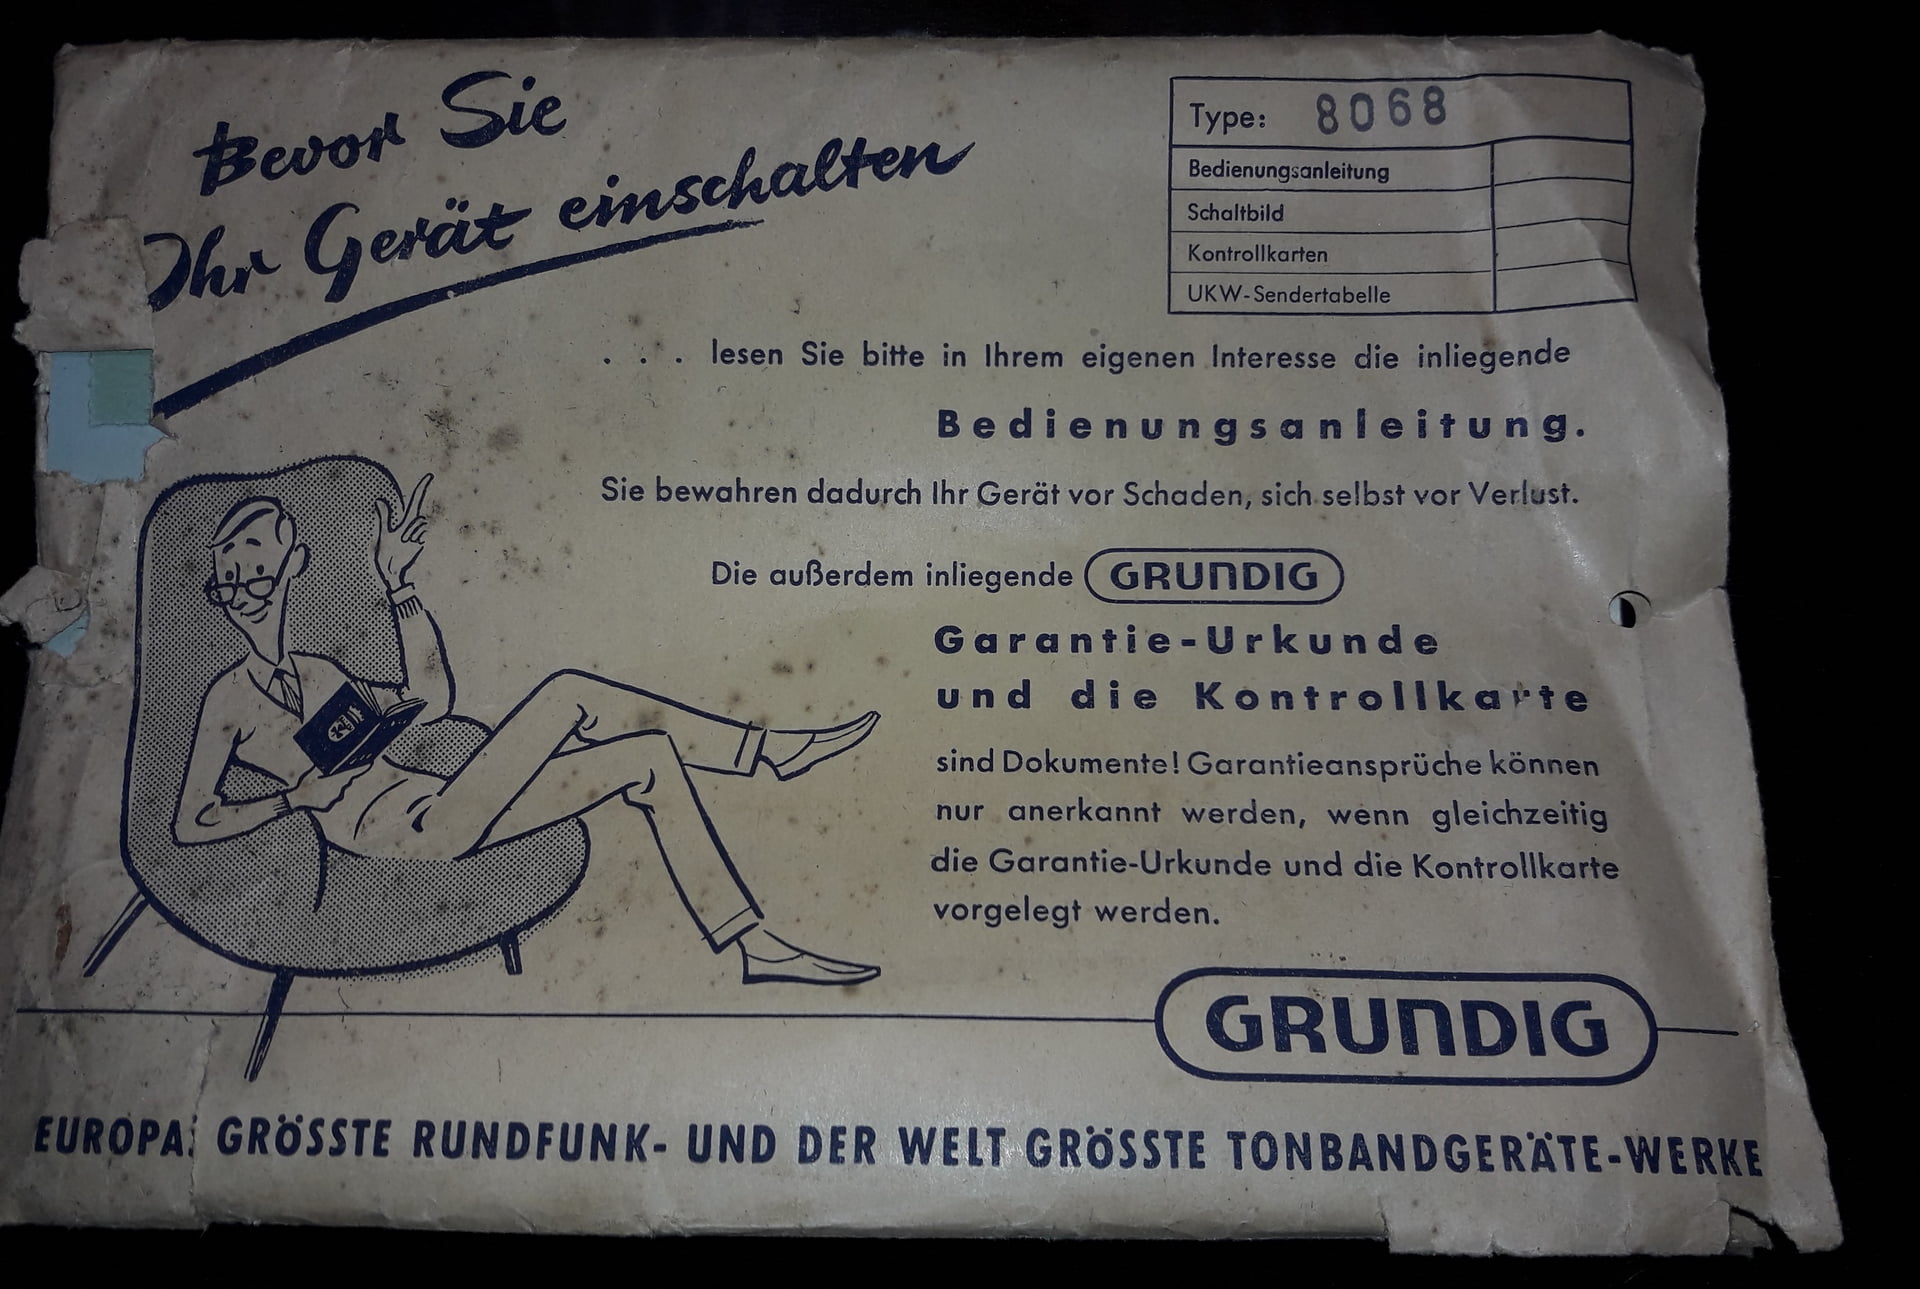 Bevor Sie
Ihr Gerät einschalten
Type: 8068
Bedienungsanleitung
Schaltbild
Kontrollkarten
UKW-Sendertabelle
. . . lesen Sie bitte in Ihrem eigenen Interesse die inliegende
Bedienungsanleitung.
Sie bewahren dadurch Ihr Gerät vor Schaden, sich selbst vor Verlust.
Die außerdem inliegende GRUNDIG
Garantie-Urkunde
und die Kontrollkarte
sind Dokumente! Garantieansprüche können
nur anerkannt werden, wenn gleichzeitig
die Garantie-Urkunde und die Kontrollkarte
vorgelegt werden.
GRUNDIG
EUROPAS GRÖSSTE RUNDFUNK- UND DER WELT GRÖSSTE TONBANDGERÄTE-WERKE